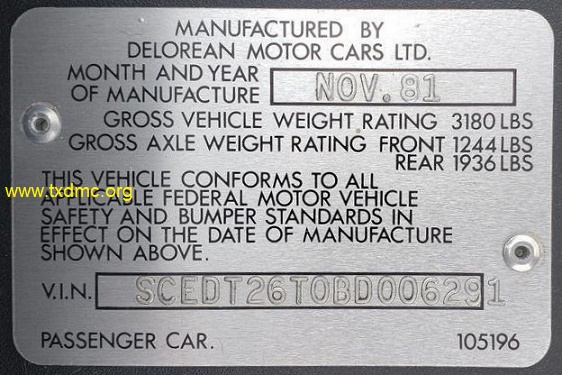 MANUFACTURED BY
DELOREAN MOTOR CARS LTD.
MONTH AND YEAR
OF MANUFACTURE NOV. 81
GROSS VEHICLE WEIGHT RATING 3180 LBS
GROSS AXLE WEIGHT RATING FRONT 1244 LBS
REAR 1936 LBS
THIS VEHICLE CONFORMS TO ALL
www.txdmc.org
APPLICABLE FEDERAL MOTOR VEHICLE
SAFETY AND BUMPER STANDARDS IN
EFFECT ON THE DATE OF MANUFACTURE
SHOWN ABOVE.
V.I.N. SCEDT26T0BD006291
PASSENGER CAR. 105196